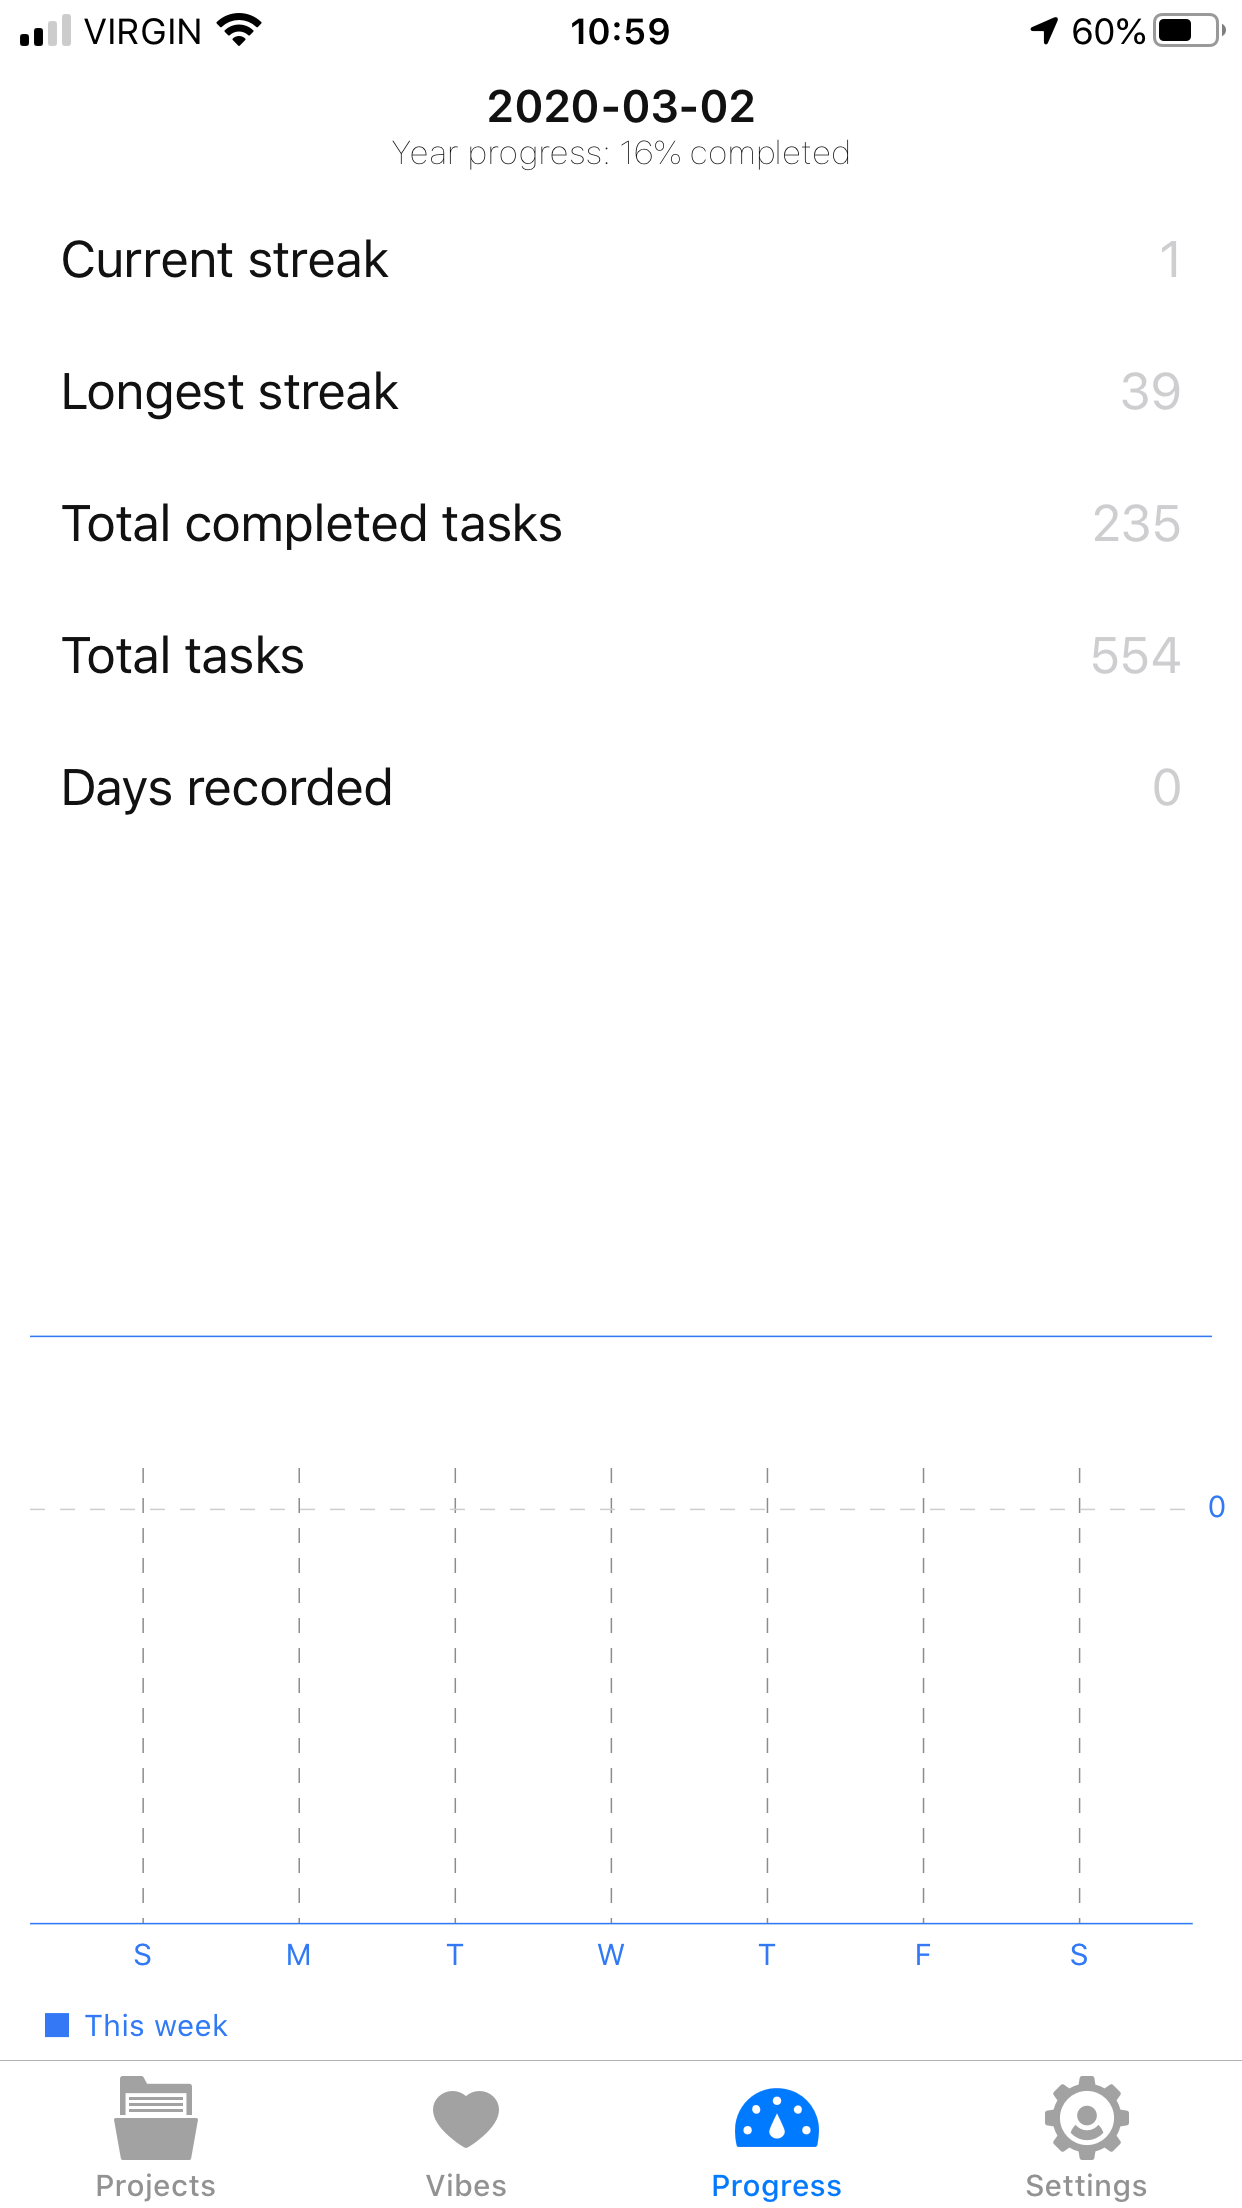 VIRGIN 10:59 60%
2020-03-02
Year progress: 16% completed
Current streak 1
Longest streak 39
Total completed tasks 235
Total tasks 554
Days recorded 0
0
S M T W T F S
This week
Projects Vibes Progress Settings